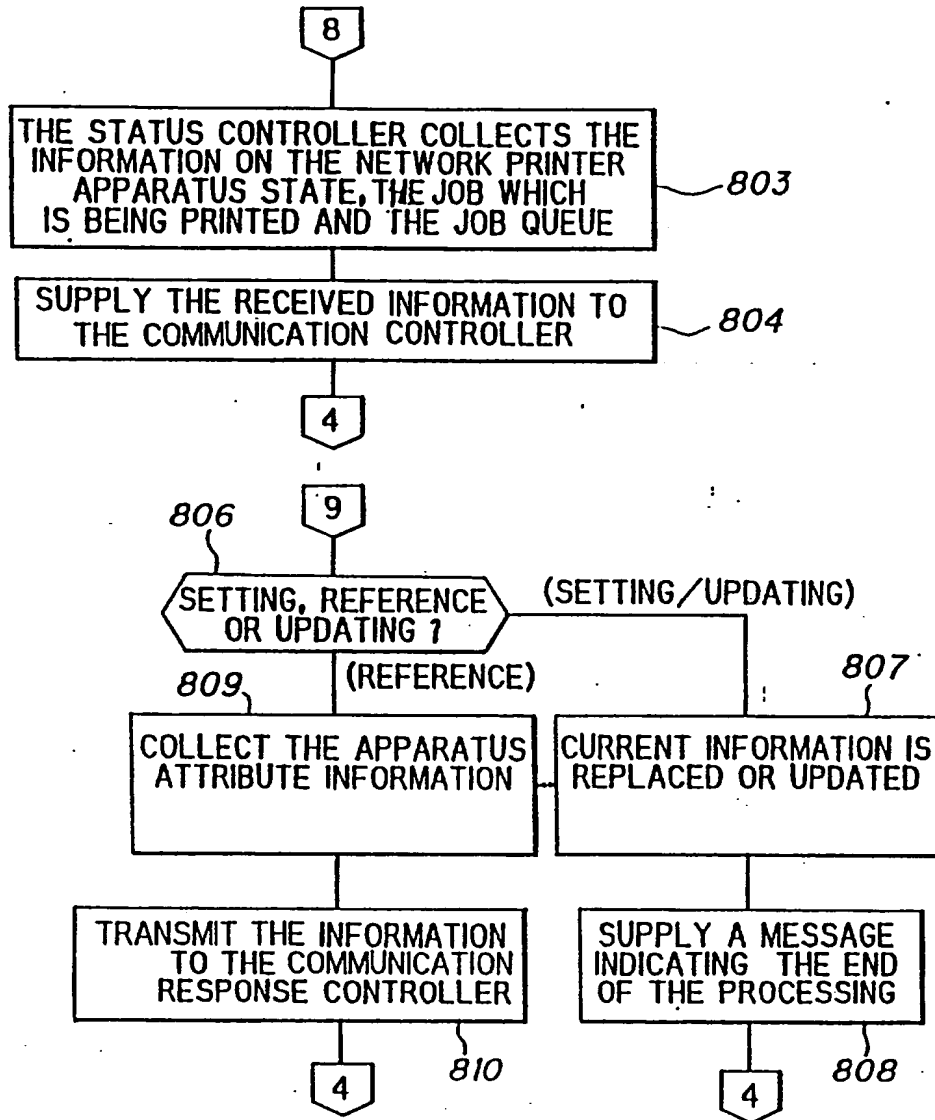 8
THE STATUS CONTROLLER COLLECTS THE
INFORMATION ON THE NETWORK PRINTER
APPARATUS STATE, THE JOB WHICH
IS BEING PRINTED AND THE JOB QUEUE
803
SUPPLY THE RECEIVED INFORMATION TO
THE COMMUNICATION CONTROLLER
804
4
9
806
SETTING, REFERENCE
OR UPDATING ?
(SETTING/UPDATING)
(REFERENCE)
809
807
COLLECT THE APPARATUS
ATTRIBUTE INFORMATION
CURRENT INFORMATION IS
REPLACED OR UPDATED
TRANSMIT THE INFORMATION
TO THE COMMUNICATION
RESPONSE CONTROLLER
SUPPLY A MESSAGE
INDICATING THE END
OF THE PROCESSING
810
808
4
4